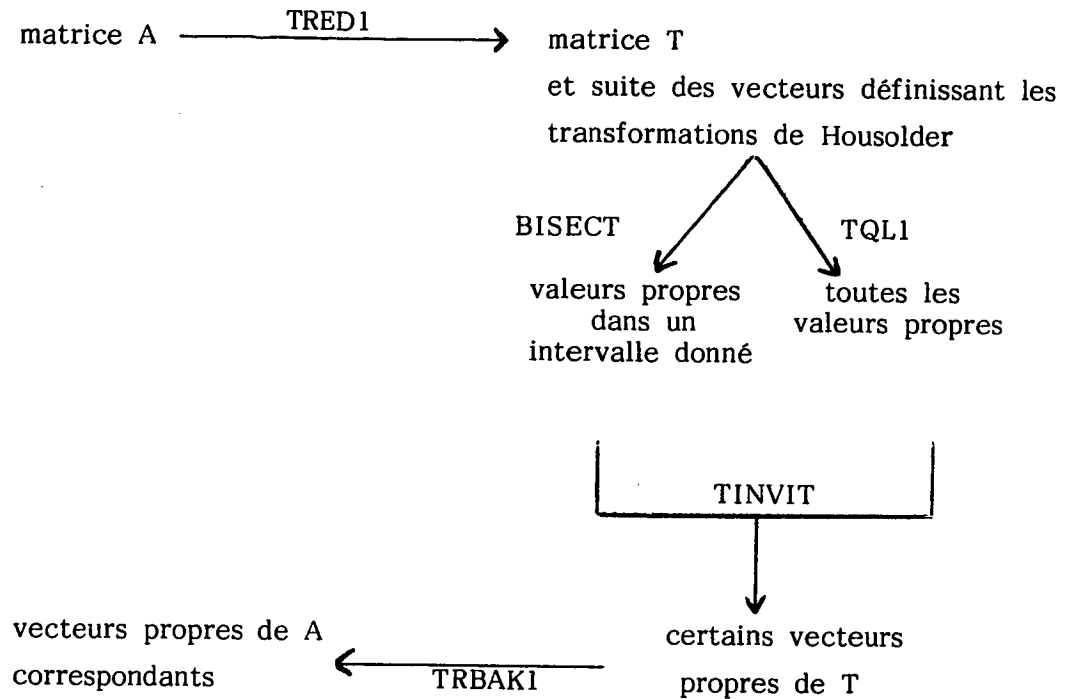 matrice A
TRED1
matrice T
et suite des vecteurs définissant les
transformations de Housolder
BISECT
TQL1
valeurs propres
dans un
intervalle donné
toutes les
valeurs propres
TINVIT
certains vecteurs
propres de T
TRBAK1
vecteurs propres de A
correspondants